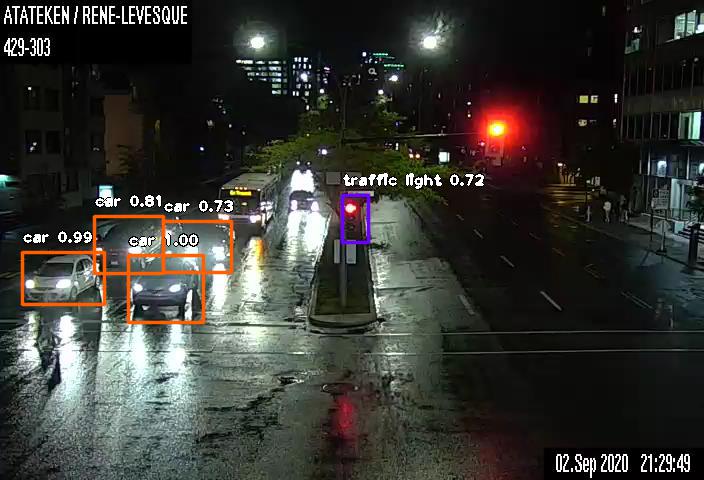 ATATEKEN / RENE-LEVESQUE
429-303
traffic light 0.72
car 0.81
car 0.73
car 0.99
car 1.00
02.Sep 2020 21:29:49